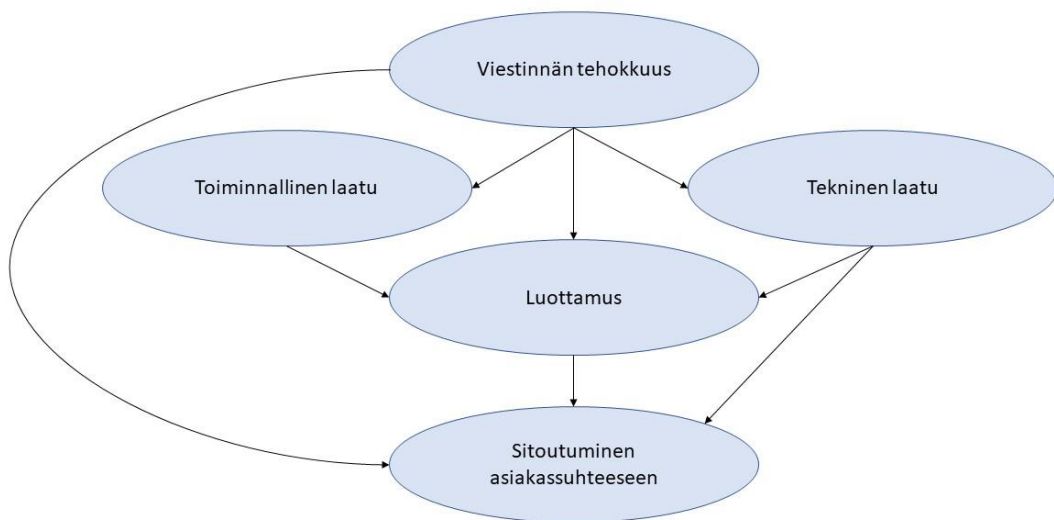 Viestinnän tehokkuus
Toiminnallinen laatu
Tekninen laatu
Luottamus
Sitoutuminen
asiakassuhteeseen